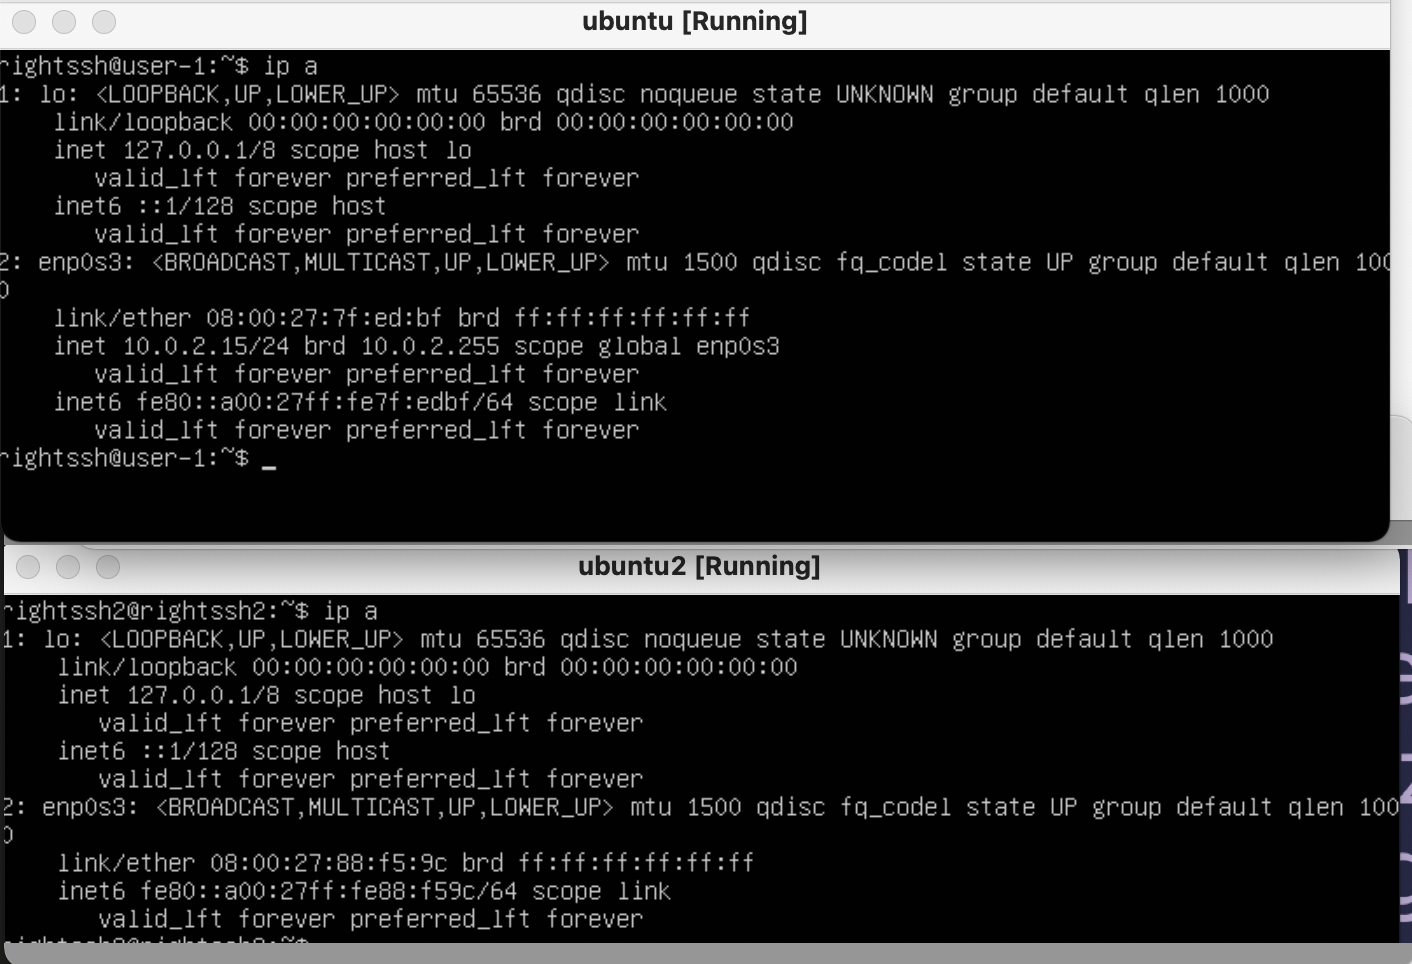 ubuntu [Running]
rightssh@user-1:~$ ip a
1: lo: <LOOPBACK,UP,LOWER_UP> mtu 65536 qdisc noqueue state UNKNOWN group default qlen 1000
link/loopback 00:00:00:00:00:00 brd 00:00:00:00:00:00
inet 127.0.0.1/8 scope host lo
valid_lft forever preferred_lft forever
inet6 ::1/128 scope host
valid_lft forever preferred_lft forever
2: enp0s3: <BROADCAST,MULTICAST,UP,LOWER_UP> mtu 1500 qdisc fq_codel state UP group default qlen 100
0
link/ether 08:00:27:7f:ed:bf brd ff:ff:ff:ff:ff:ff
inet 10.0.2.15/24 brd 10.0.2.255 scope global enp0s3
valid_lft forever preferred_lft forever
inet6 fe80::a00:27ff:fe7f:edbf/64 scope link
valid_lft forever preferred_lft forever
rightssh@user-1:~$ _
ubuntu2 [Running]
rightssh2@rightssh2:~$ ip a
1: lo: <LOOPBACK,UP,LOWER_UP> mtu 65536 qdisc noqueue state UNKNOWN group default qlen 1000
link/loopback 00:00:00:00:00:00 brd 00:00:00:00:00:00
inet 127.0.0.1/8 scope host lo
valid_lft forever preferred_lft forever
inet6 ::1/128 scope host
valid_lft forever preferred_lft forever
2: enp0s3: <BROADCAST,MULTICAST,UP,LOWER_UP> mtu 1500 qdisc fq_codel state UP group default qlen 100
0
link/ether 08:00:27:88:f5:9c brd ff:ff:ff:ff:ff:ff
inet6 fe80::a00:27ff:fe88:f59c/64 scope link
valid_lft forever preferred_lft forever